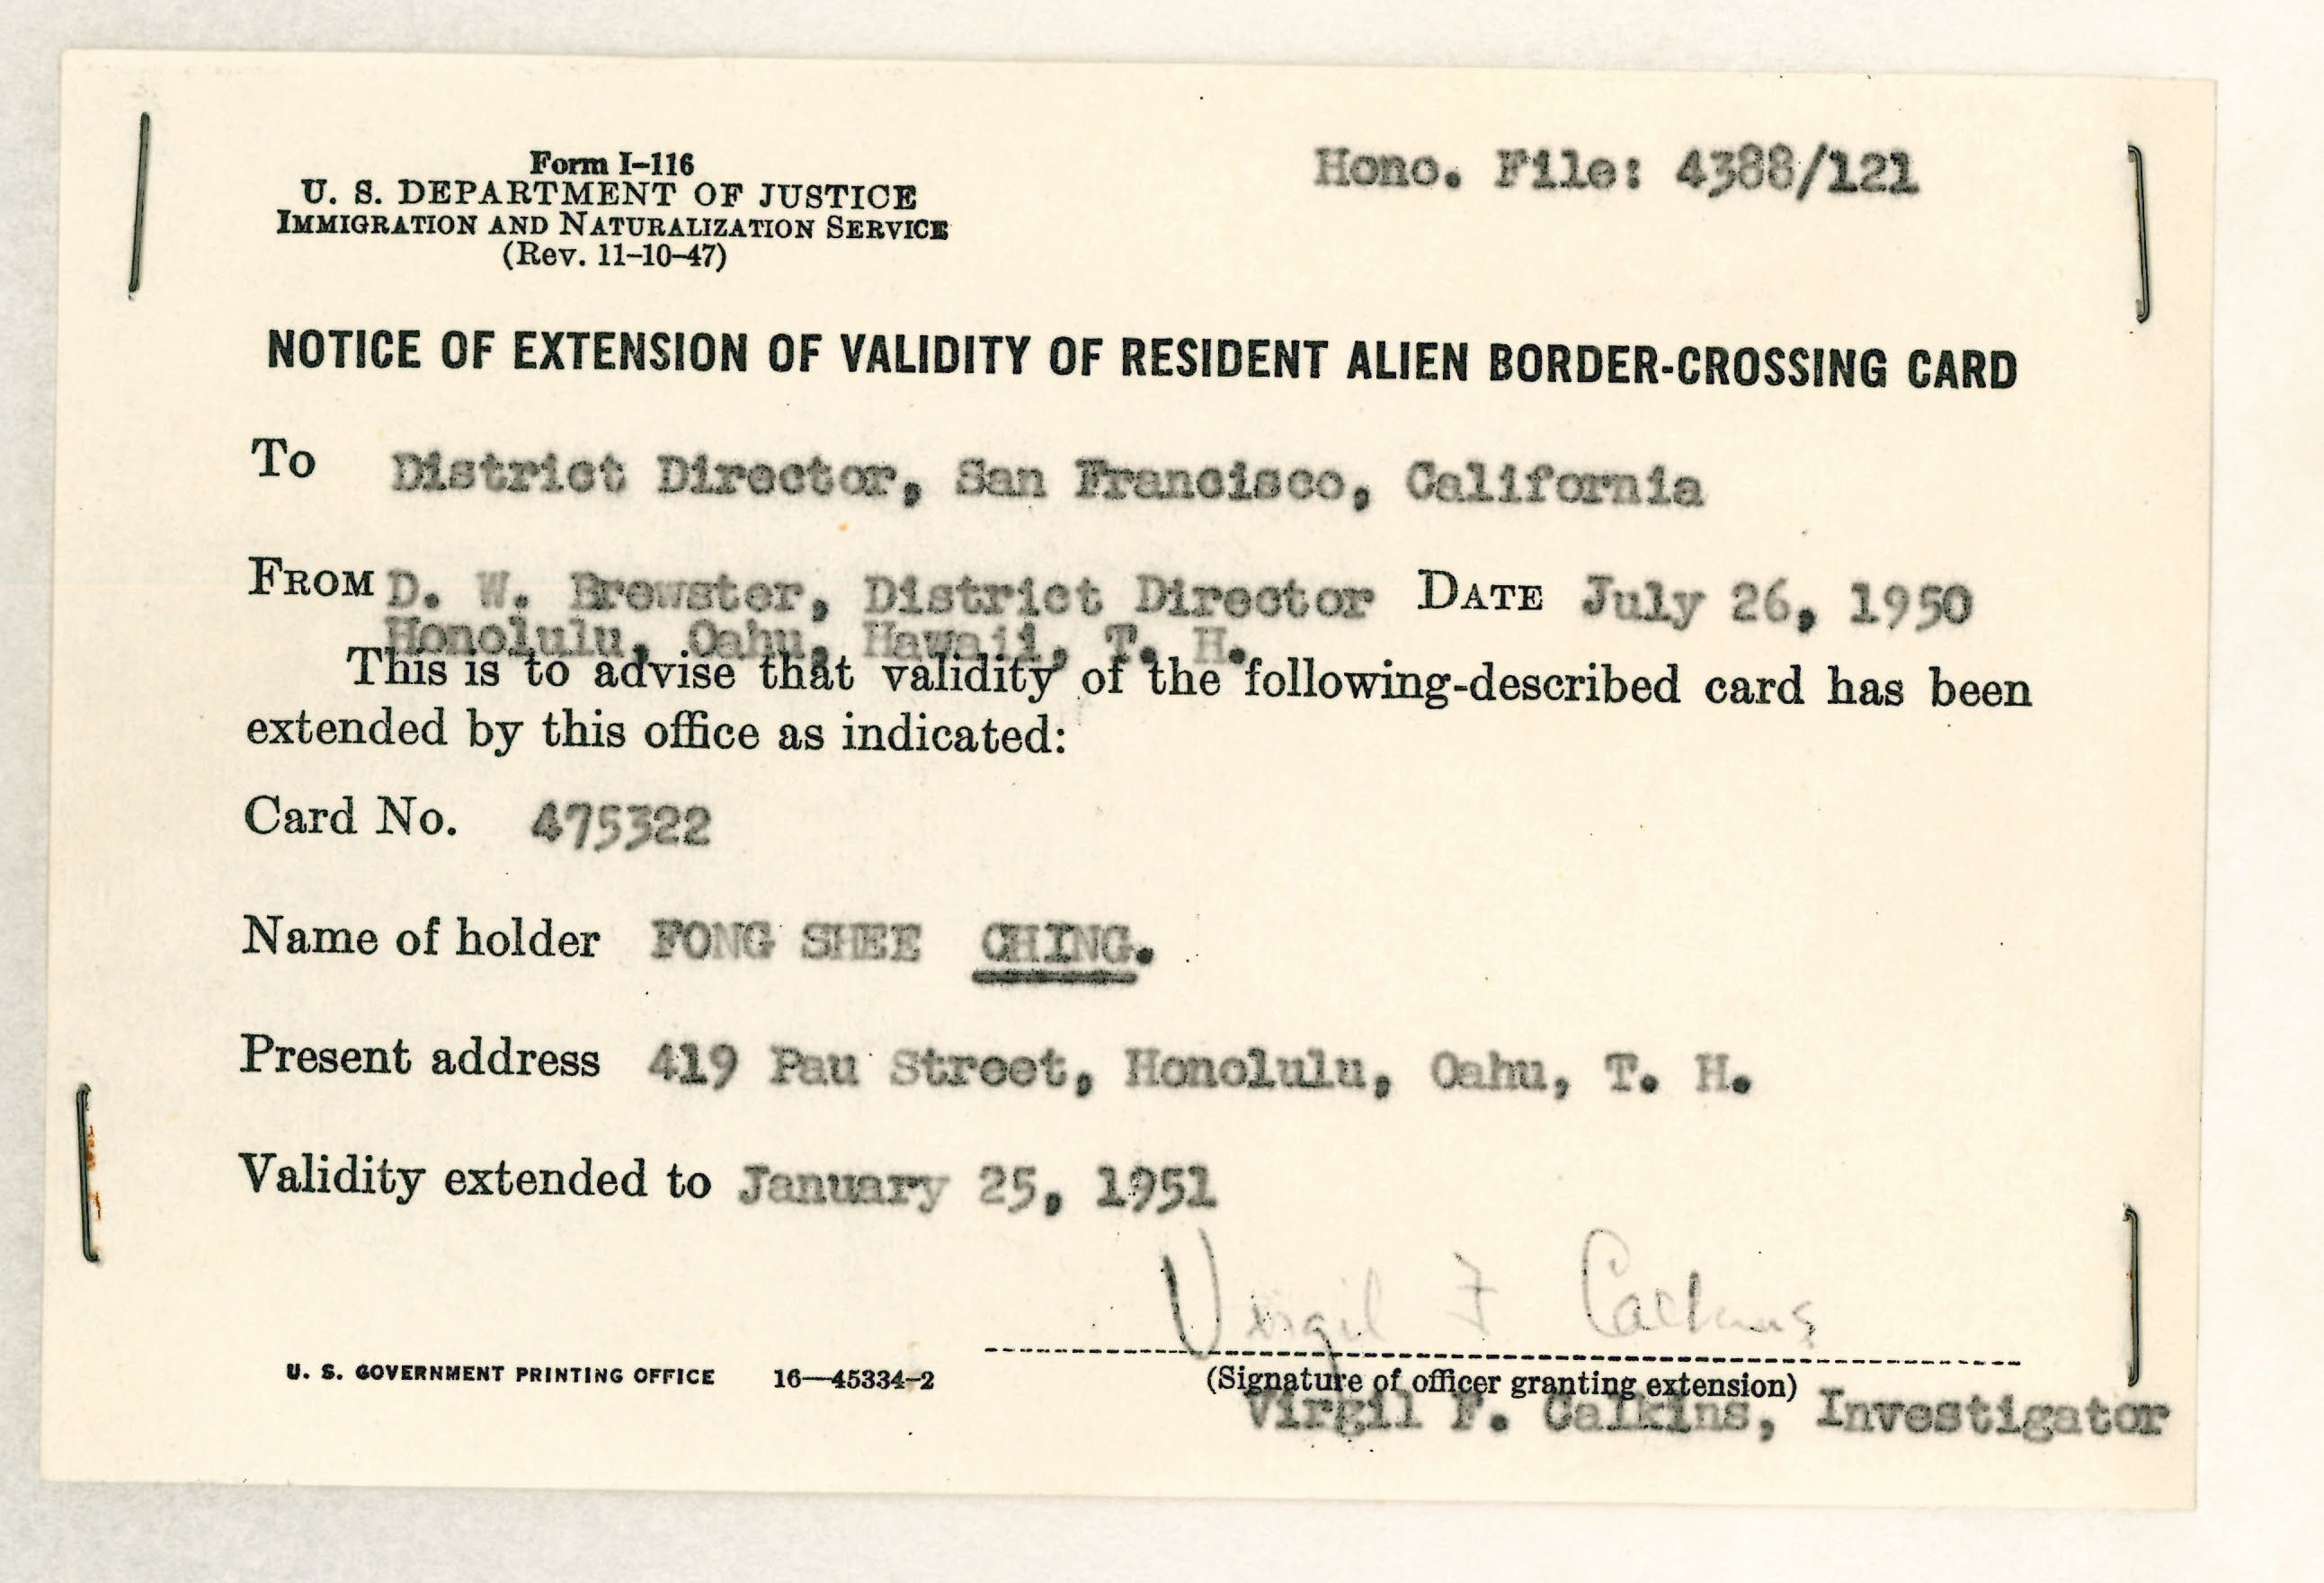 Form I-116
U. S. DEPARTMENT OF JUSTICE
IMMIGRATION AND NATURALIZATION SERVICE
(Rev. 11-10-47)
Hono. File: 4388/121
NOTICE OF EXTENSION OF VALIDITY OF RESIDENT ALIEN BORDER-CROSSING CARD
To District Director, San Francisco, California
FROM D. W. Brewster, District Director DATE July 26, 1950
Honolulu, Oahu, Hawaii, T. H.
This is to advise that validity of the following-described card has been
extended by this office as indicated:
Card No. 475322
Name of holder FONG SHEE CHING.
Present address 419 Pau Street, Honolulu, Oahu, T. H.
Validity extended to January 25, 1951
Virgil F Calkins
(Signature of officer granting extension)
Virgil F. Calkins, Investigator
U. S. GOVERNMENT PRINTING OFFICE 16—45334-2